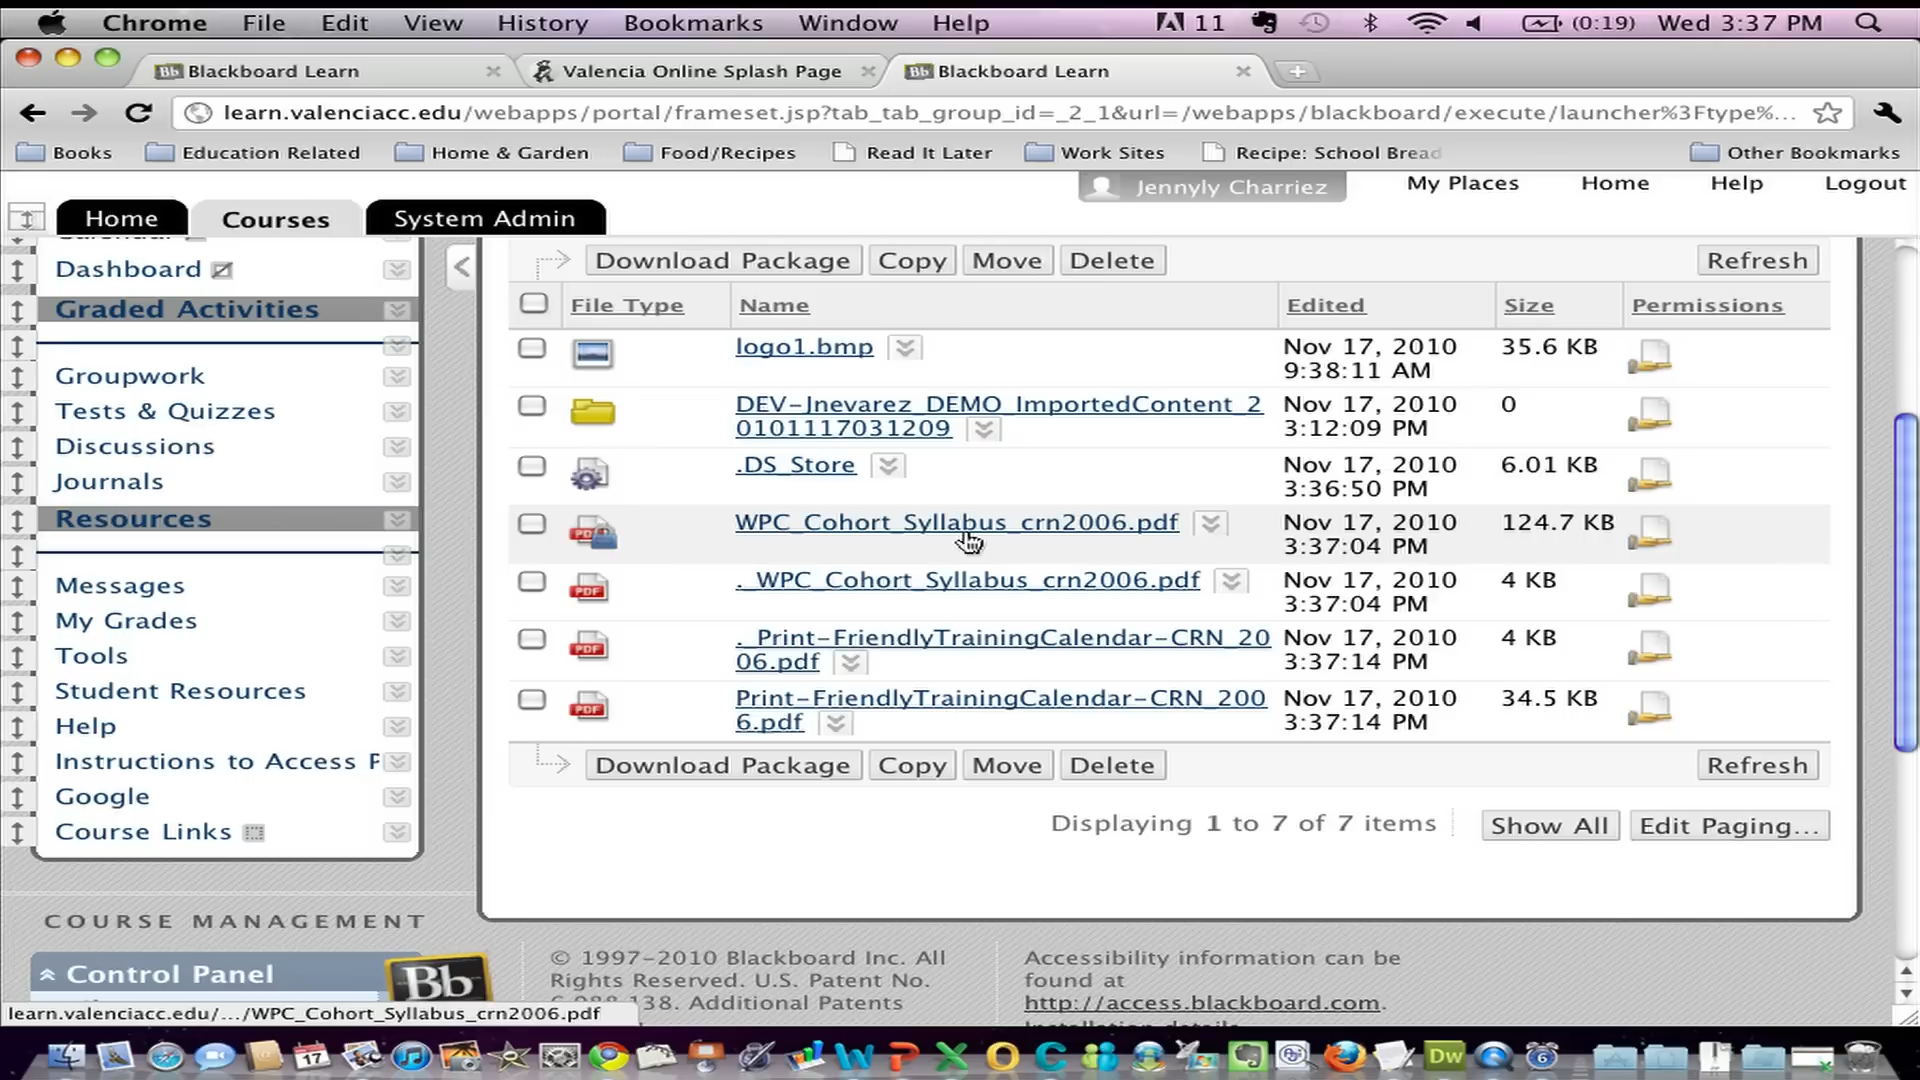 Chrome File Edit View History Bookmarks Window Help 11 (0:19) Wed 3:37 PM
Bb Blackboard Learn Valencia Online Splash Page Bb Blackboard Learn
learn.valenciacc.edu/webapps/portal/frameset.jsp?tab_tab_group_id=_2_1&url=/webapps/blackboard/execute/launcher%3Ftype%...
Books Education Related Home & Garden Food/Recipes Read It Later Work Sites Recipe: School Bread Other Bookmarks
Jennyly Charriez My Places Home Help Logout
Home Courses System Admin
Dashboard
Graded Activities
Groupwork
Tests & Quizzes
Discussions
Journals
Resources
Messages
My Grades
Tools
Student Resources
Help
Instructions to Access
Google
Course Links
COURSE MANAGEMENT
Control Panel
Download Package Copy Move Delete Refresh
File Type Name Edited Size Permissions
logo1.bmp Nov 17, 2010 35.6 KB
9:38:11 AM
DEV-Jnevarez_DEMO_ImportedContent_2 Nov 17, 2010 0
0101117031209 3:12:09 PM
.DS_Store Nov 17, 2010 6.01 KB
3:36:50 PM
WPC_Cohort_Syllabus_crn2006.pdf Nov 17, 2010 124.7 KB
3:37:04 PM
._WPC_Cohort_Syllabus_crn2006.pdf Nov 17, 2010 4 KB
3:37:04 PM
._Print-FriendlyTrainingCalendar-CRN_20 Nov 17, 2010 4 KB
06.pdf 3:37:14 PM
Print-FriendlyTrainingCalendar-CRN_200 Nov 17, 2010 34.5 KB
6.pdf 3:37:14 PM
Download Package Copy Move Delete Refresh
Displaying 1 to 7 of 7 items Show All Edit Paging...
Bb
© 1997-2010 Blackboard Inc. All
Rights Reserved. U.S. Patent No.
138. Additional Patents
Accessibility information can be
found at
http://access.blackboard.com.
Installation details
learn.valenciacc.edu/.../WPC_Cohort_Syllabus_crn2006.pdf
17 W P X O C Dw 6